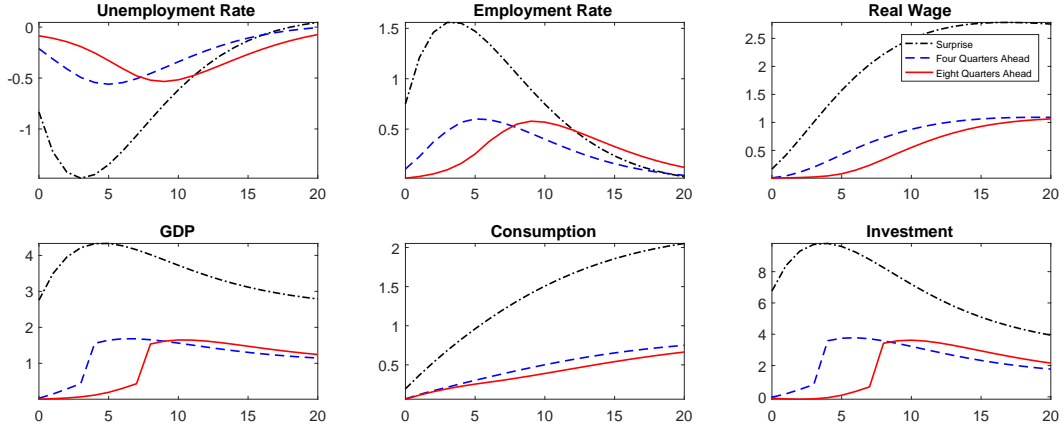 Unemployment Rate
0
-0.5
-1
0 5 10 15 20
Employment Rate
1.5
1
0.5
0 5 10 15 20
Real Wage
2.5
2
1.5
1
0.5
0 5 10 15 20
Surprise
Four Quarters Ahead
Eight Quarters Ahead
GDP
4
3
2
1
0 5 10 15 20
Consumption
2
1.5
1
0.5
0 5 10 15 20
Investment
8
6
4
2
0
0 5 10 15 20